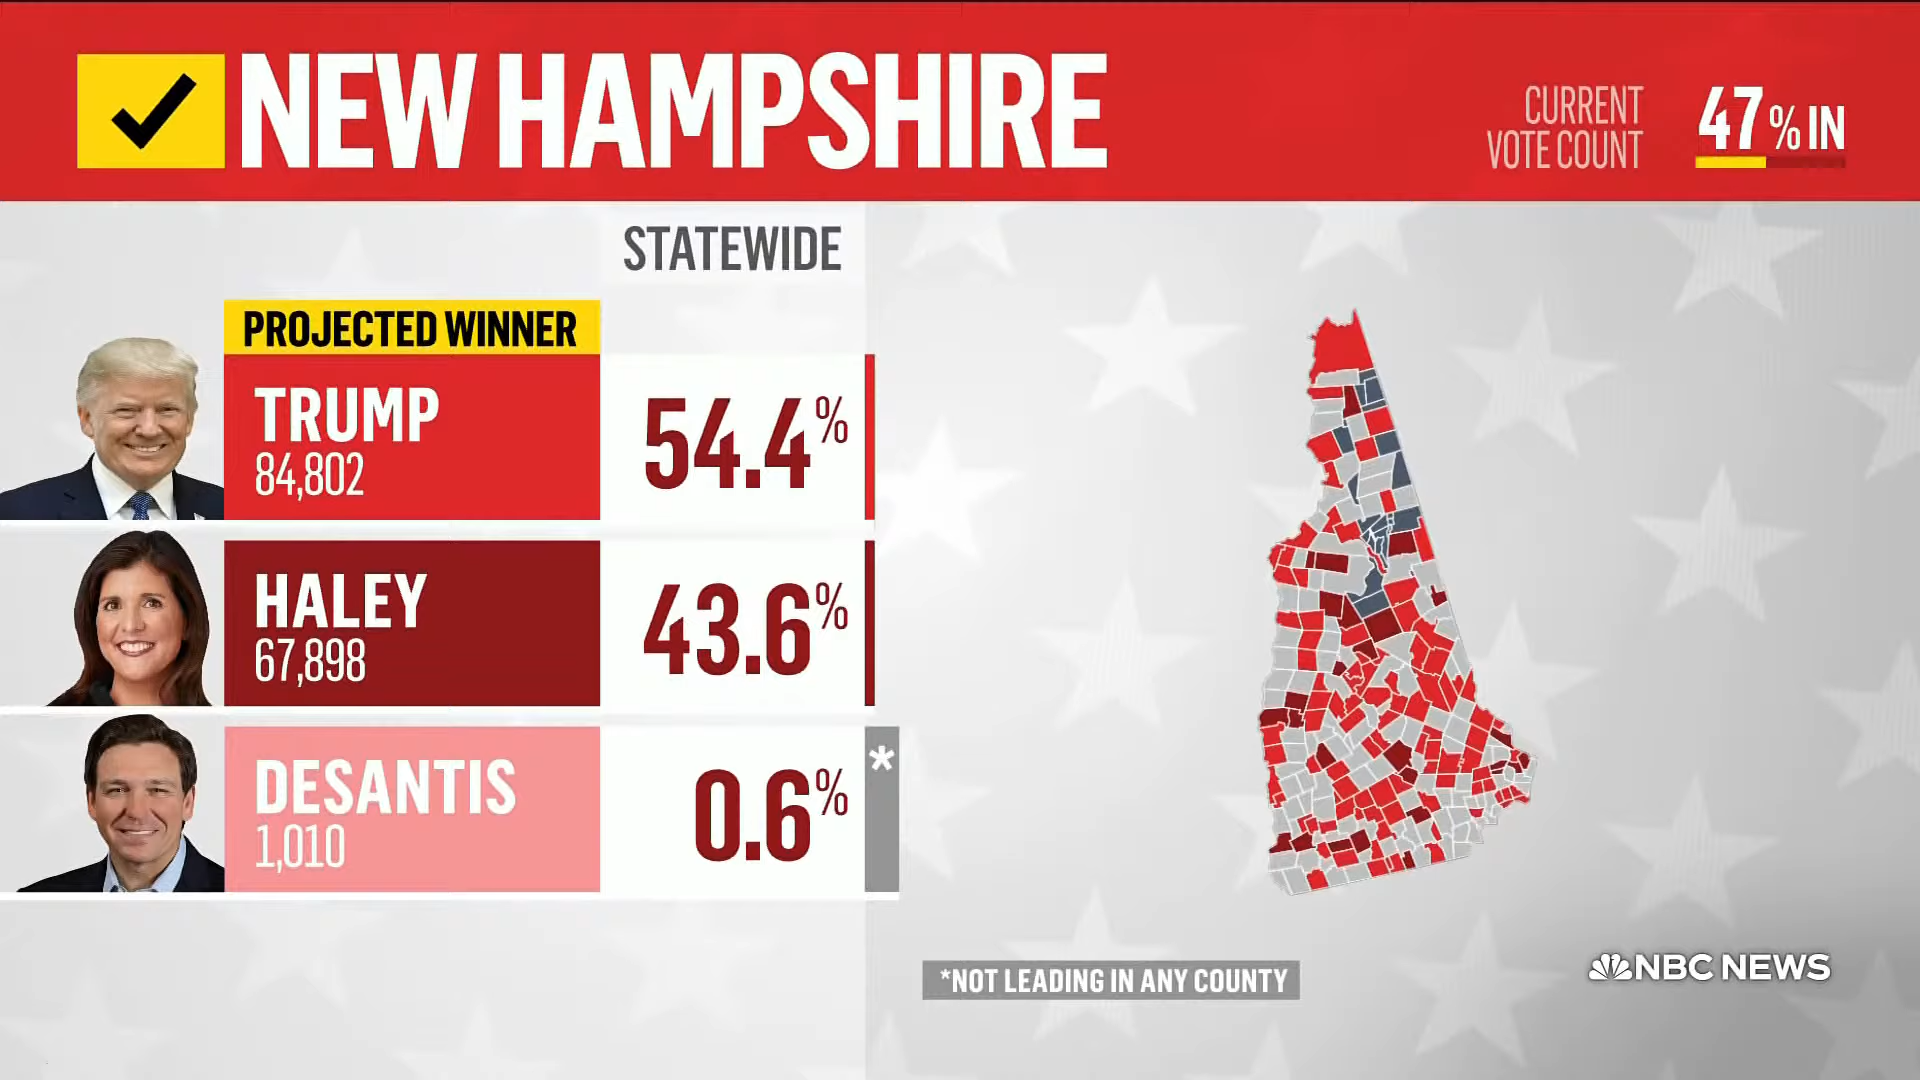 NEW HAMPSHIRE
CURRENT
VOTE COUNT
47% IN
STATEWIDE
PROJECTED WINNER
TRUMP
84,802
54.4%
HALEY
67,898
43.6%
DESANTIS
1,010
0.6%
*
*NOT LEADING IN ANY COUNTY
NBC NEWS